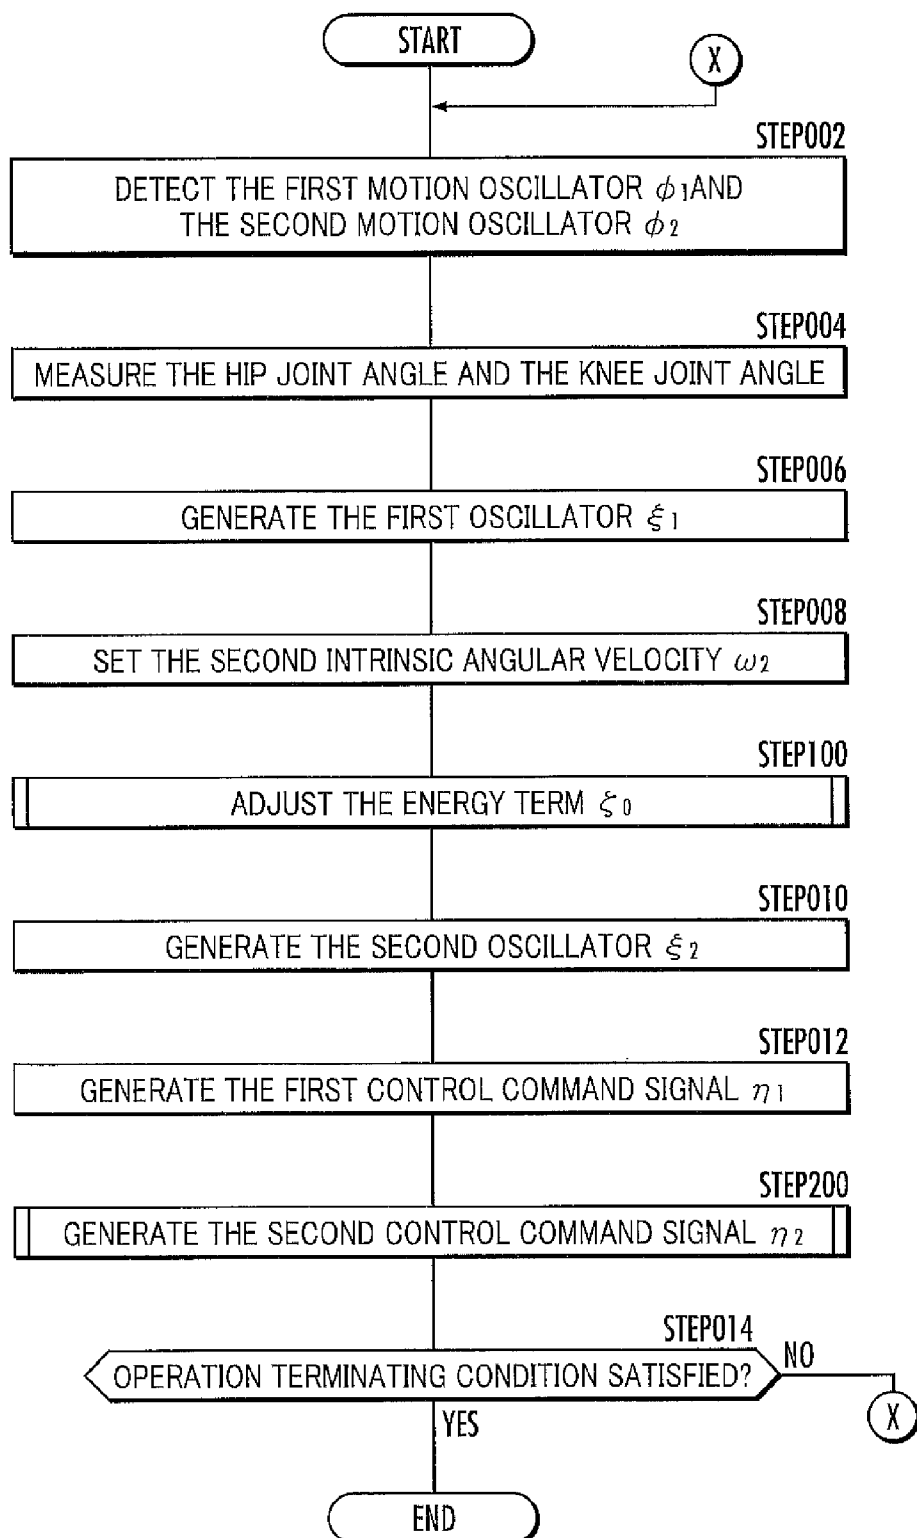 START
X
STEP002
DETECT THE FIRST MOTION OSCILLATOR ϕ1AND
THE SECOND MOTION OSCILLATOR ϕ2
STEP004
MEASURE THE HIP JOINT ANGLE AND THE KNEE JOINT ANGLE
STEP006
GENERATE THE FIRST OSCILLATOR ξ1
STEP008
SET THE SECOND INTRINSIC ANGULAR VELOCITY ω2
STEP100
ADJUST THE ENERGY TERM ζ0
STEP010
GENERATE THE SECOND OSCILLATOR ξ2
STEP012
GENERATE THE FIRST CONTROL COMMAND SIGNAL η1
STEP200
GENERATE THE SECOND CONTROL COMMAND SIGNAL η2
STEP014
OPERATION TERMINATING CONDITION SATISFIED?
NO
X
YES
END